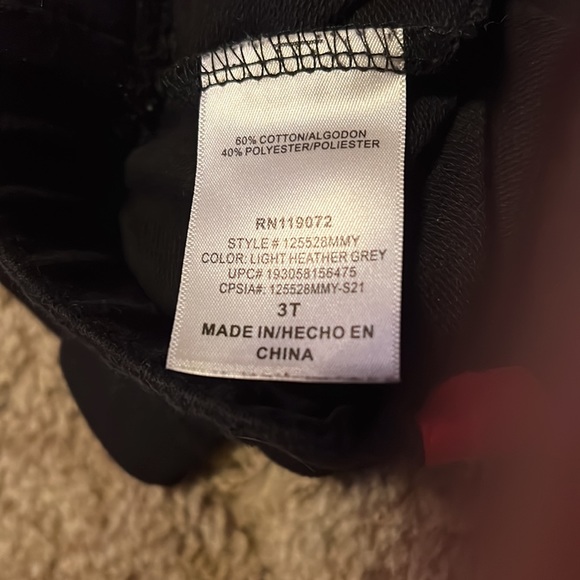 60% COTTON/ALGODON
40% POLYESTER/POLIESTER
RN119072
STYLE # 125528MMY
COLOR: LIGHT HEATHER GREY
UPC# 193058156475
CPSIA#: 125528MMY-S21
3T
MADE IN/HECHO EN
CHINA